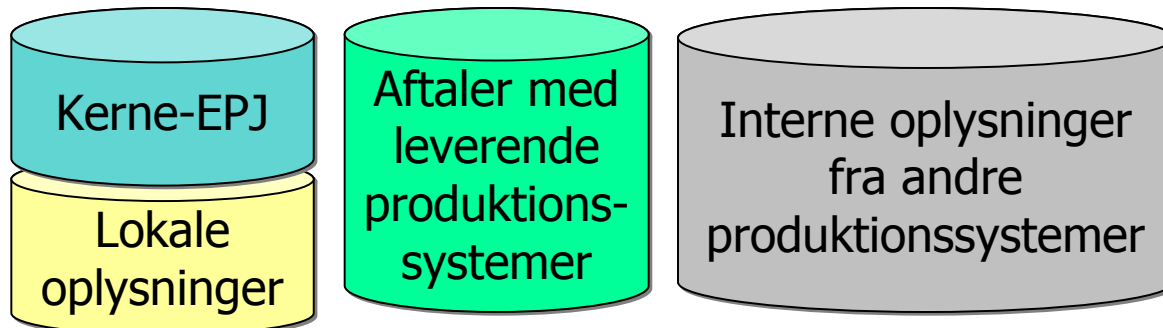 Kerne-EPJ
Lokale
oplysninger
Aftaler med
leverende
produktions-
systemer
Interne oplysninger
fra andre
produktionssystemer